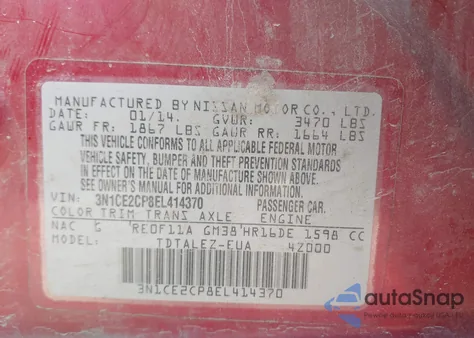 MANUFACTURED BY NISSAN MOTOR CO., LTD.
DATE: 01/14. GVWR: 3470 LBS
GAWR FR: 1867 LBS GAWR RR: 1664 LBS
THIS VEHICLE CONFORMS TO ALL APPLICABLE FEDERAL MOTOR
VEHICLE SAFETY, BUMPER AND THEFT PREVENTION STANDARDS
IN EFFECT ON THE DATE OF MANUFACTURE SHOWN ABOVE.
SEE OWNER'S MANUAL FOR ADDITIONAL INFORMATION.
VIN: 3N1CE2CP8EL414370 PASSENGER CAR.
COLOR TRIM TRANS AXLE ENGINE
NAC G RE0F11A GM38 HR16DE 1598 CC
MODEL: TDTALEZ-EUA 4Z000
3N1CE2CP8EL414370
autoSnap